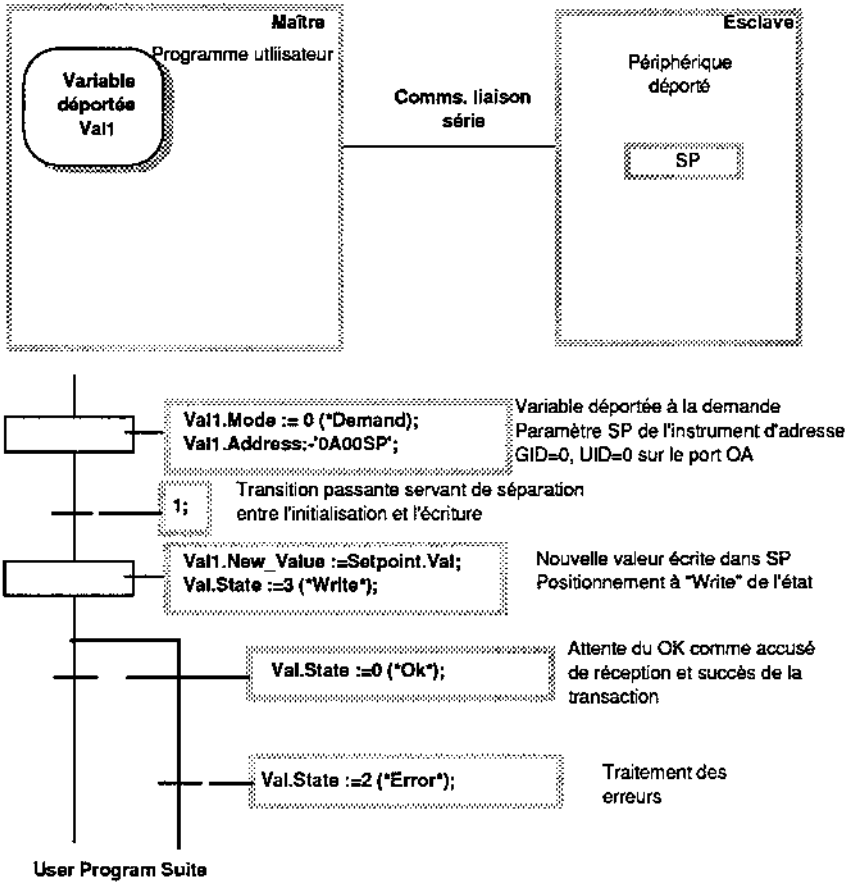 Maître
Programme utilisateur
Variable
déportée
Val1
Comms. liaison
série
Esclave
Périphérique
déporté
SP
Val1.Mode := 0 (*Demand);
Val1.Address:-'0A00SP';
Variable déportée à la demande
Paramètre SP de l'instrument d'adresse
GID=0, UID=0 sur le port OA
1;
Transition passante servant de séparation
entre l'initialisation et l'écriture
Val1.New_Value :=Setpoint.Val;
Val.State :=3 (*Write*);
Nouvelle valeur écrite dans SP
Positionnement à "Write" de l'état
Val.State :=0 (*Ok*);
Attente du OK comme accusé
de réception et succès de la
transaction
Val.State :=2 (*Error*);
Traitement des
erreurs
User Program Suite